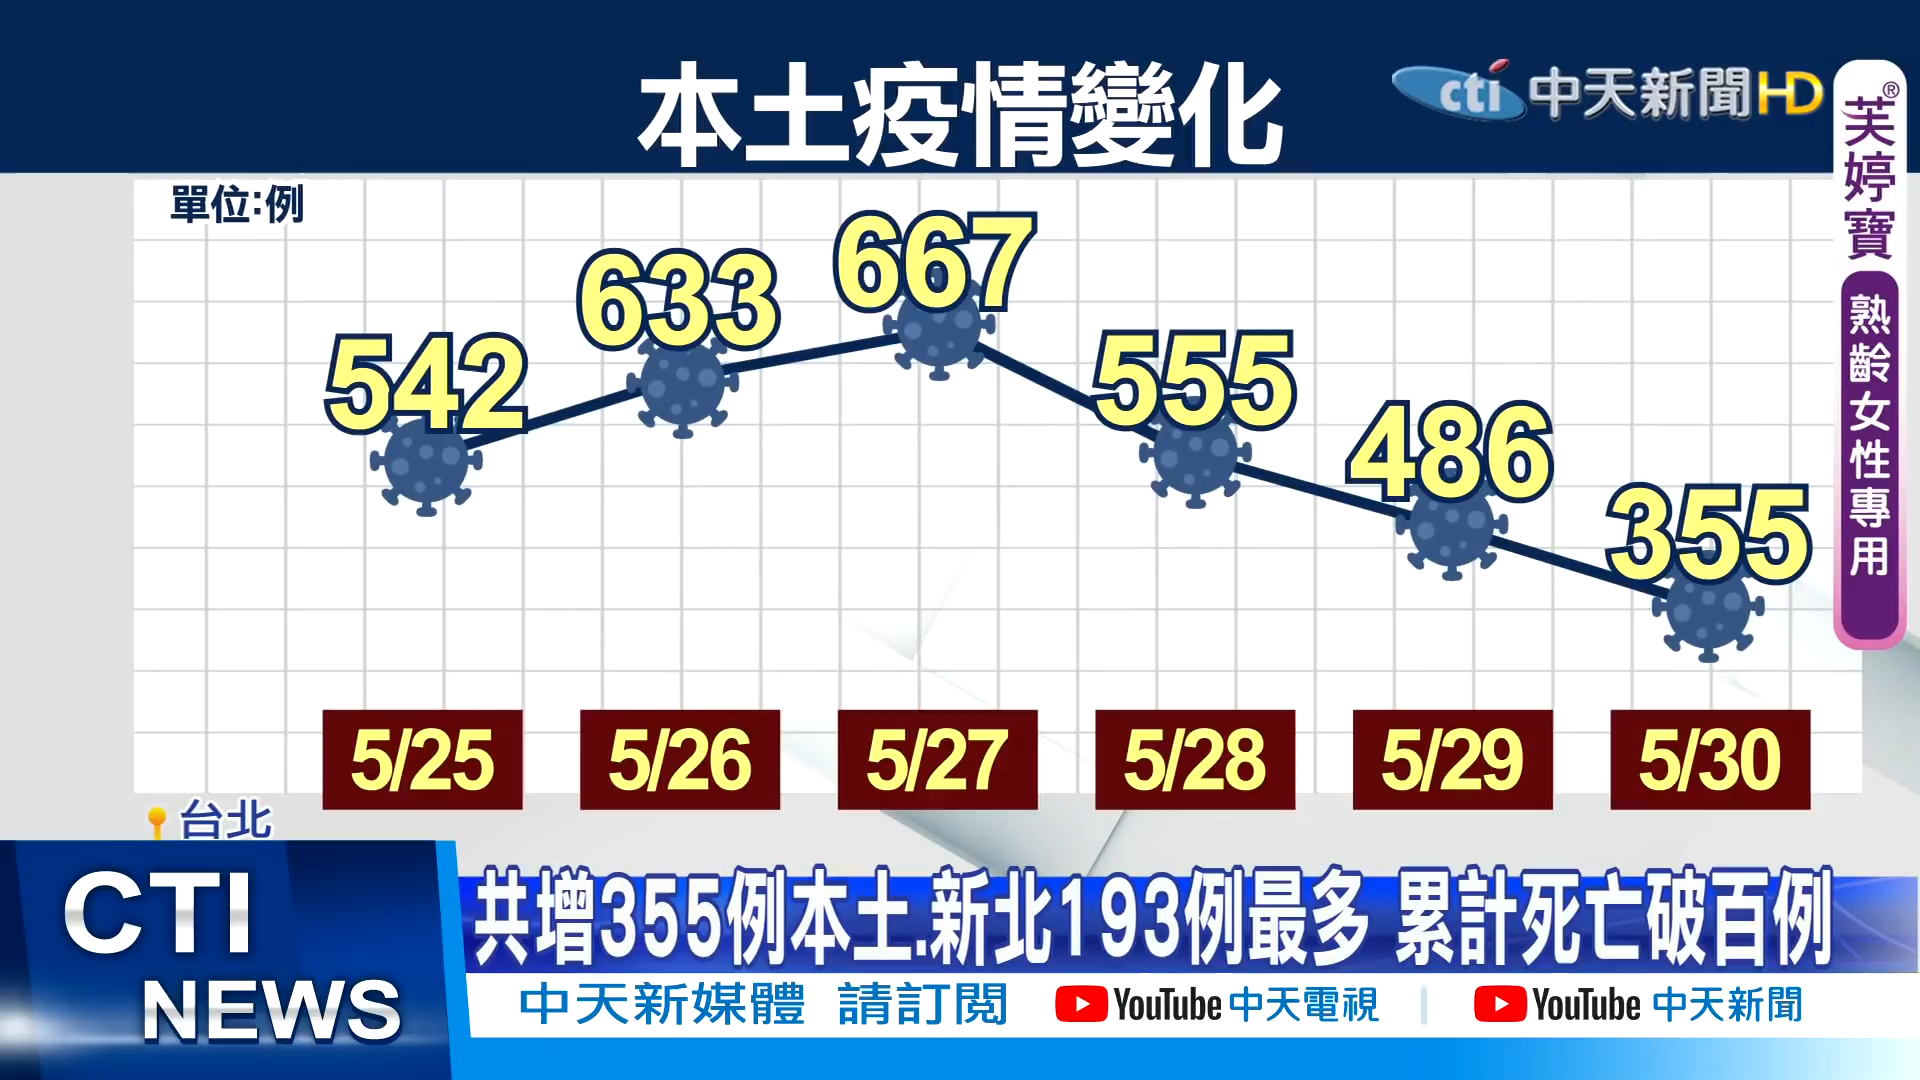 本土疫情變化
cti 中天新聞HD
芙婷寶®
熟齡女性專用
單位:例
542
633
667
555
486
355
5/25
5/26
5/27
5/28
5/29
5/30
台北
CTI
NEWS
共增355例本土.新北193例最多 累計死亡破百例
中天新媒體 請訂閱 YouTube 中天電視 | YouTube 中天新聞